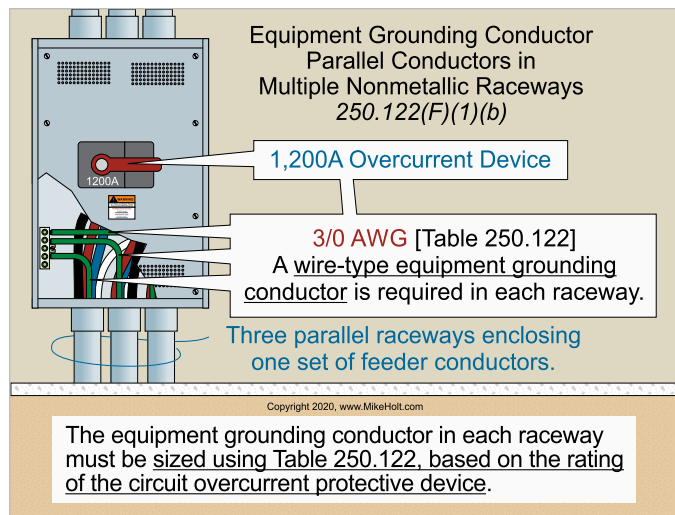 Equipment Grounding Conductor
Parallel Conductors in
Multiple Nonmetallic Raceways
250.122(F)(1)(b)
1,200A Overcurrent Device
1200A
WARNING
3/0 AWG [Table 250.122]
A wire-type equipment grounding
conductor is required in each raceway.
Three parallel raceways enclosing
one set of feeder conductors.
Copyright 2020, www.MikeHolt.com
The equipment grounding conductor in each raceway
must be sized using Table 250.122, based on the rating
of the circuit overcurrent protective device.